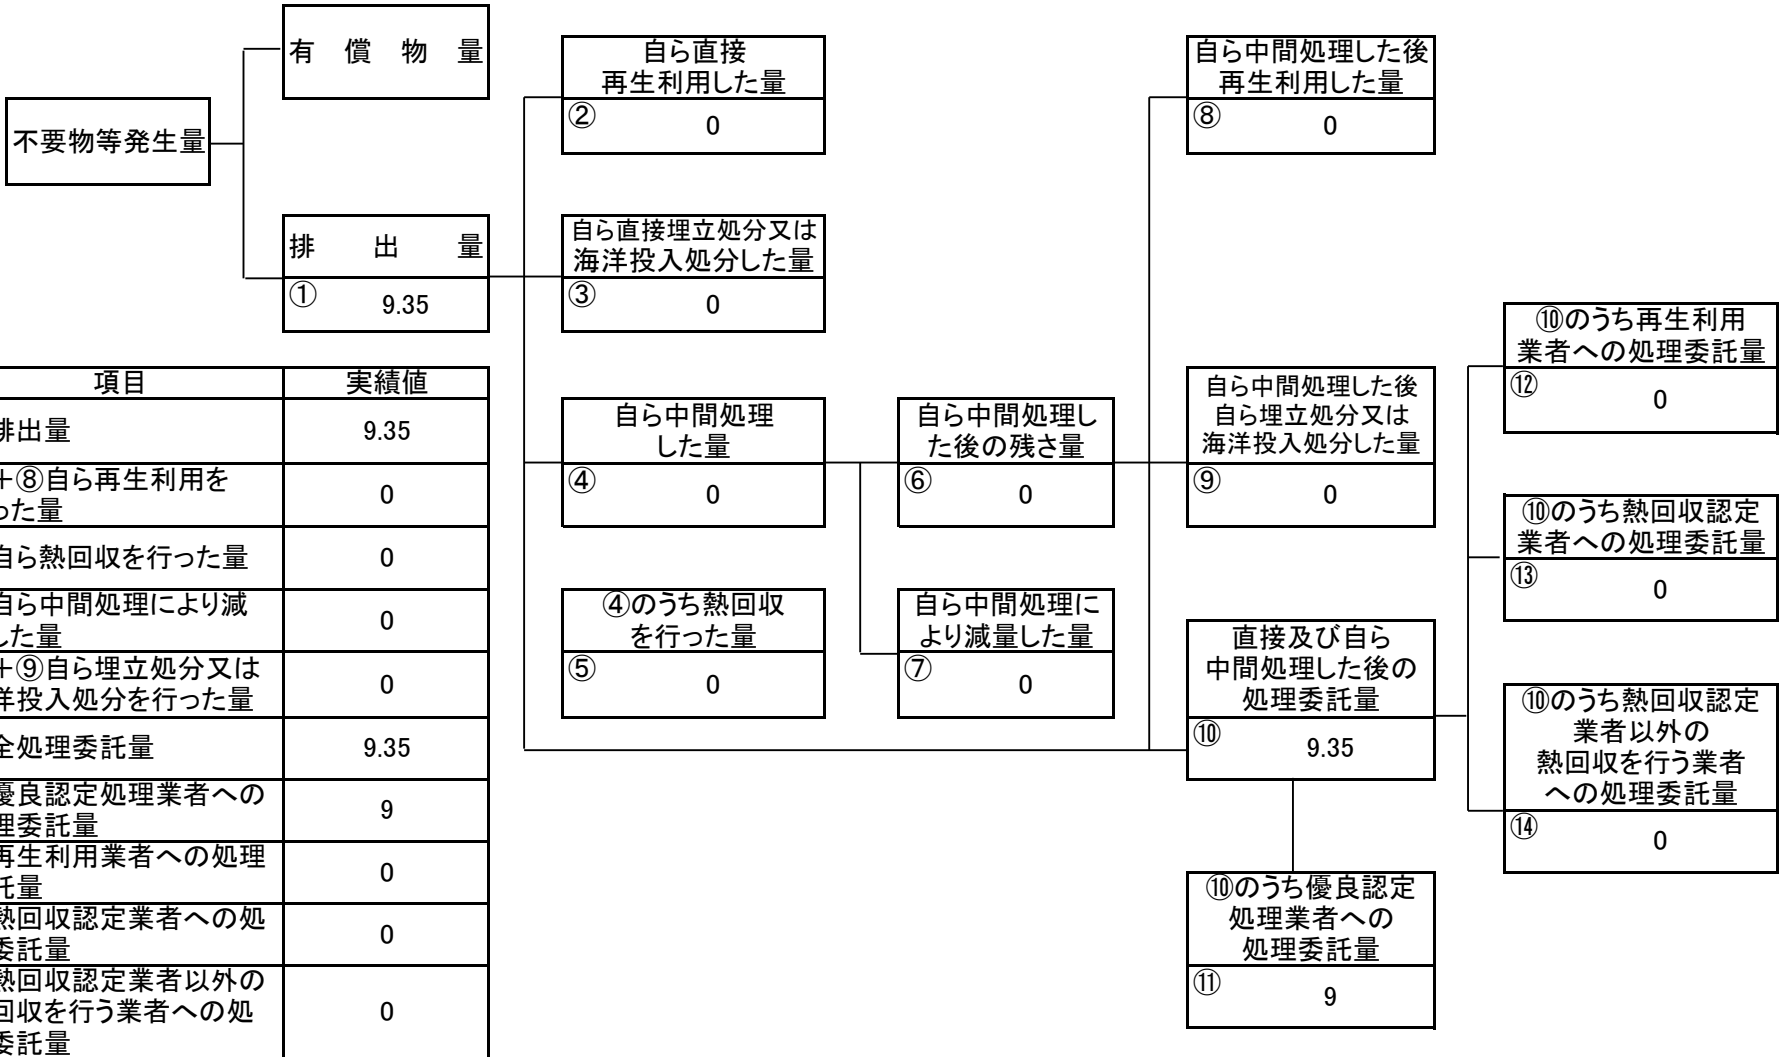 有償物量
自ら直接
再生利用した量
②
0
自ら中間処理した後
再生利用した量
⑧
0
不要物等発生量
排出量
①
9.35
自ら直接埋立処分又は
海洋投入処分した量
③
0
⑩のうち再生利用
業者への処理委託量
⑫
0
自ら中間処理
した量
④
0
自ら中間処理し
た後の残さ量
⑥
0
自ら中間処理した後
自ら埋立処分又は
海洋投入処分した量
⑨
0
⑩のうち熱回収認定
業者への処理委託量
⑬
0
④のうち熱回収
を行った量
⑤
0
自ら中間処理に
より減量した量
⑦
0
直接及び自ら
中間処理した後の
処理委託量
⑩
9.35
⑩のうち熱回収認定
業者以外の
熱回収を行う業者
への処理委託量
⑭
0
⑩のうち優良認定
処理業者への
処理委託量
⑪
9
項目
実績値
排出量
9.35
+⑧自ら再生利用を
った量
0
自ら熱回収を行った量
0
自ら中間処理により減
した量
0
+⑨自ら埋立処分又は
洋投入処分を行った量
0
全処理委託量
9.35
優良認定処理業者への
理委託量
9
再生利用業者への処理
託量
0
熱回収認定業者への処
委託量
0
熱回収認定業者以外の
回収を行う業者への処
委託量
0